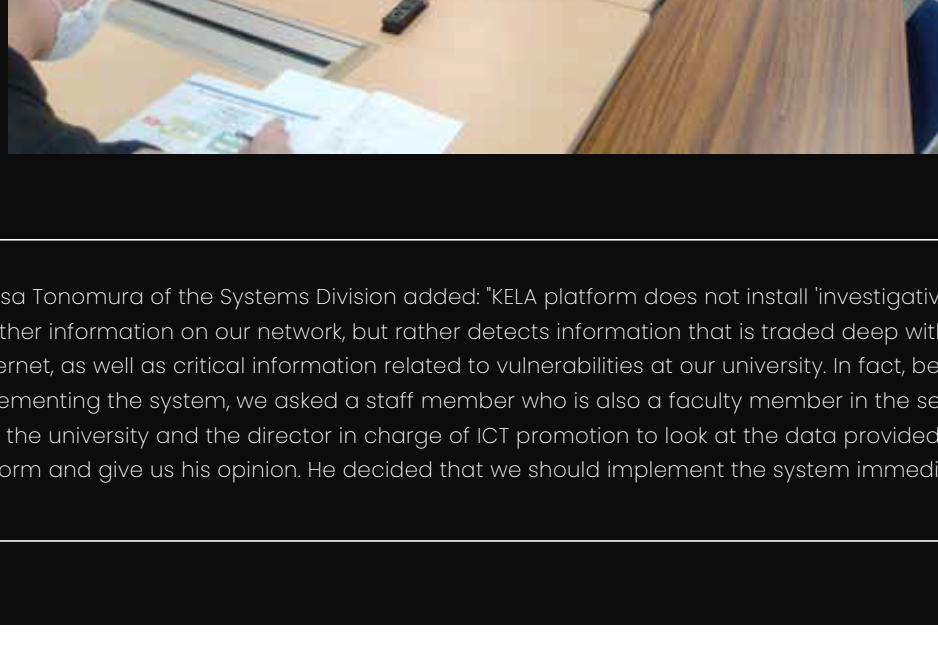 sa Tonomura of the Systems Division added: "KELA platform does not install 'investigativ
ther information on our network, but rather detects information that is traded deep with
ernet, as well as critical information related to vulnerabilities at our university. In fact, be
ementing the system, we asked a staff member who is also a faculty member in the se
the university and the director in charge of ICT promotion to look at the data provided
orm and give us his opinion. He decided that we should implement the system immedi